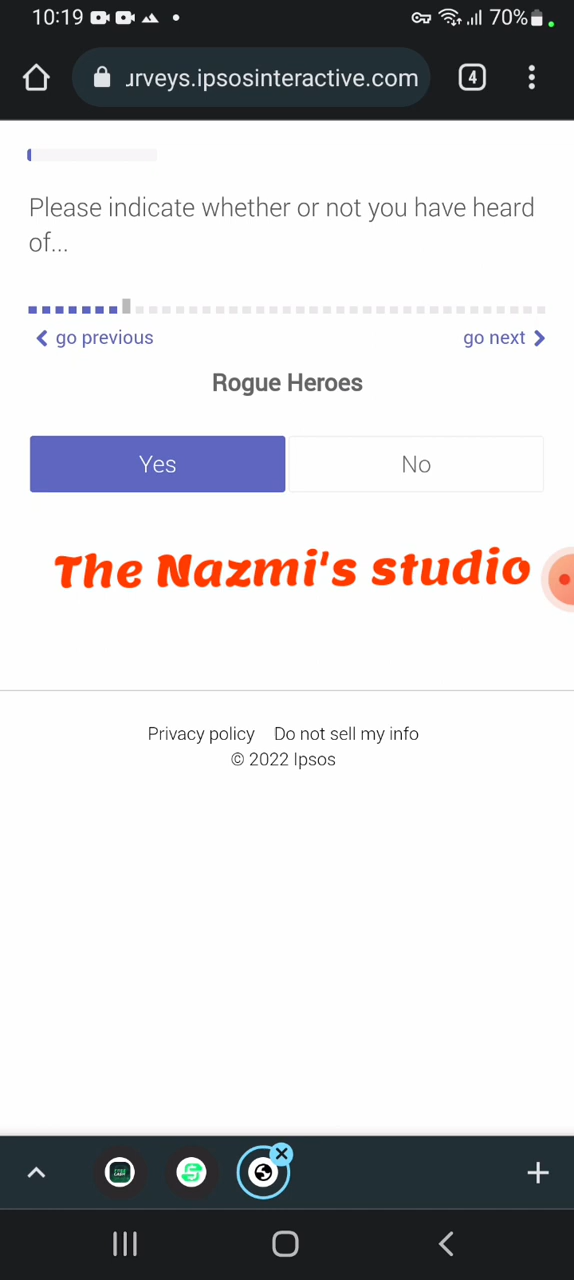 10:19
70%
urveys.ipsosinteractive.com
4
Please indicate whether or not you have heard
of...
go previous
go next
Rogue Heroes
Yes
No
The Nazmi's studio
Privacy policy Do not sell my info
© 2022 Ipsos